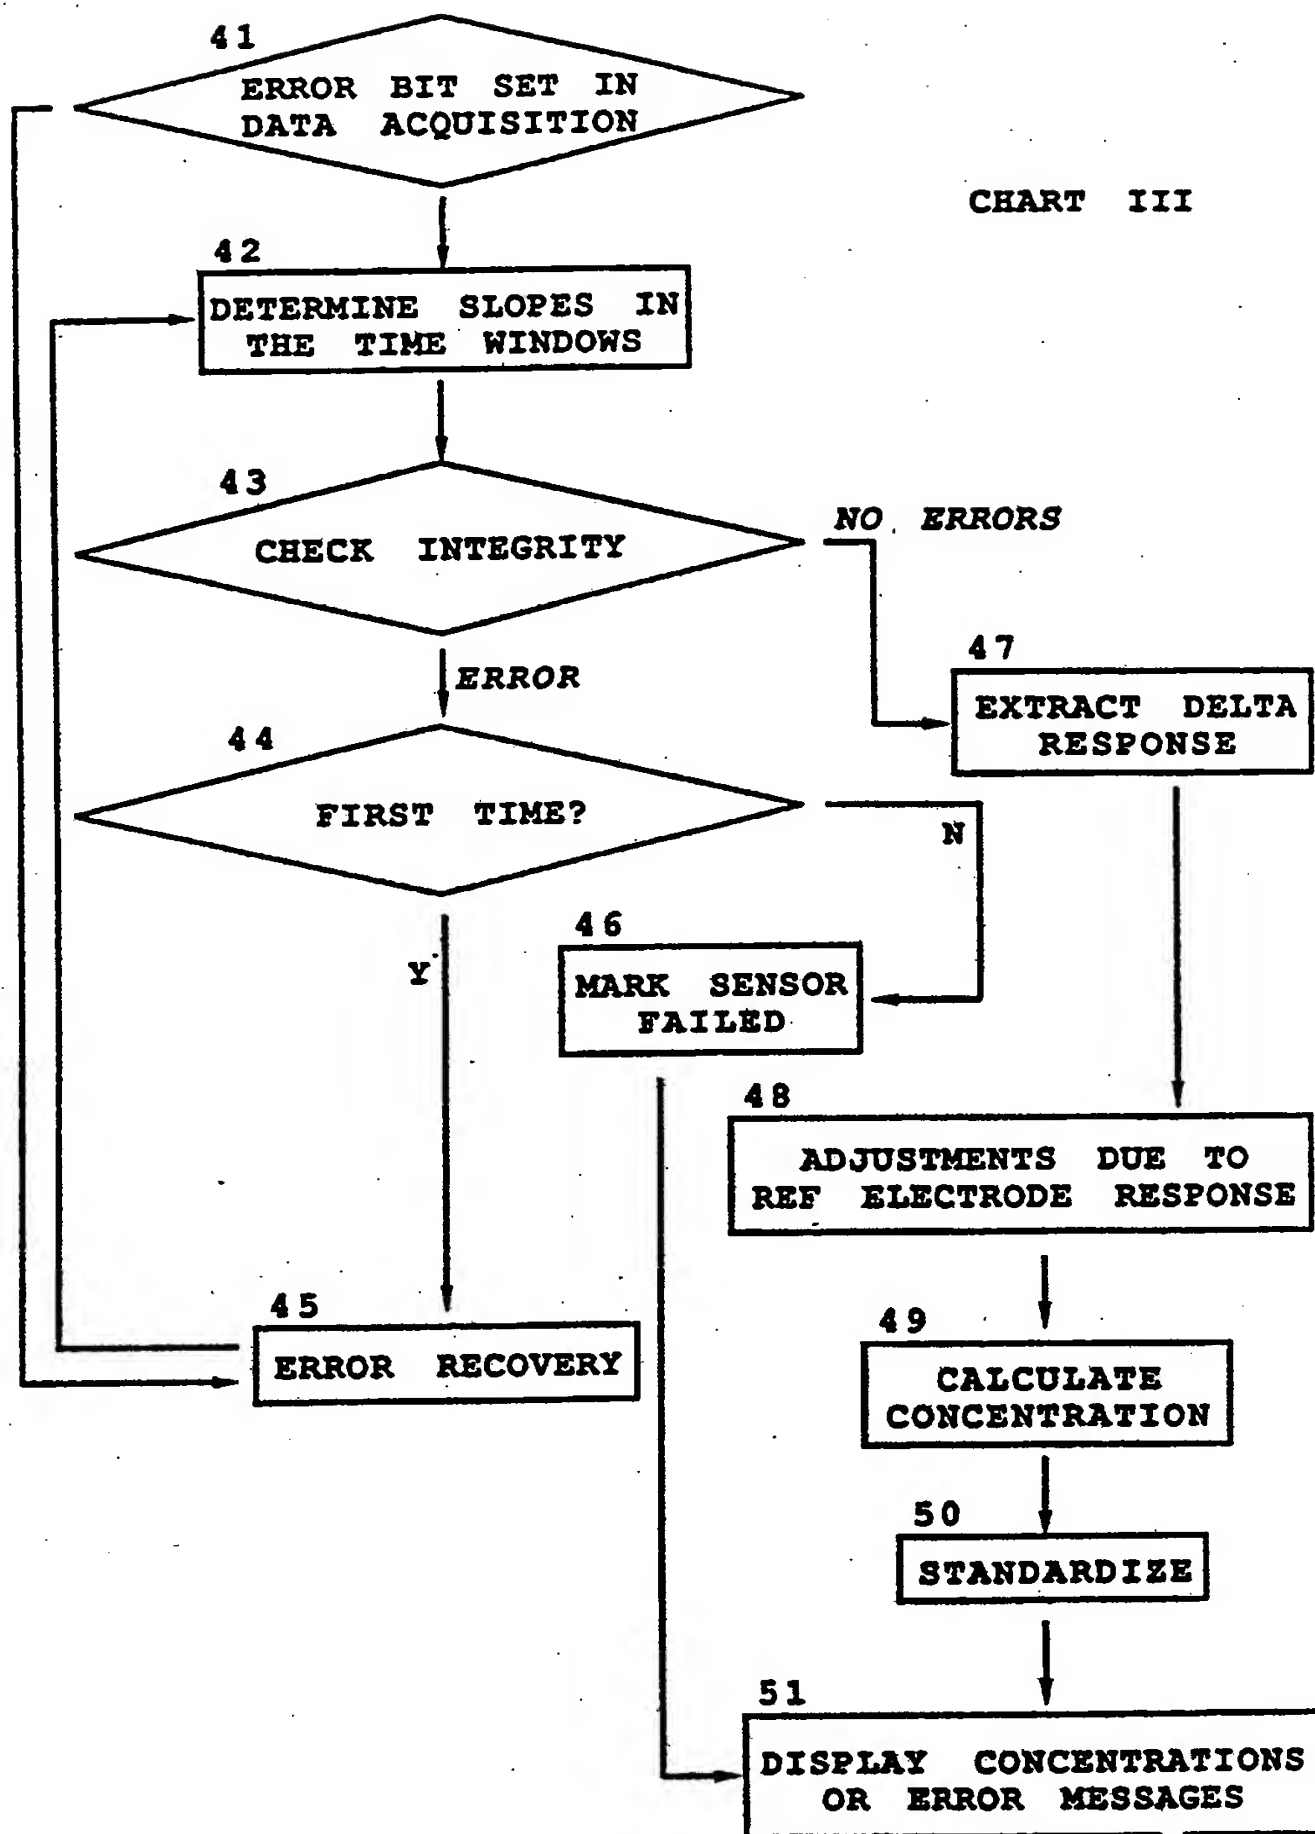 41
ERROR BIT SET IN
DATA ACQUISITION
CHART III
42
DETERMINE SLOPES IN
THE TIME WINDOWS
43
CHECK INTEGRITY
NO ERRORS
ERROR
47
EXTRACT DELTA
RESPONSE
44
FIRST TIME?
N
46
MARK SENSOR
FAILED
Y
48
ADJUSTMENTS DUE TO
REF ELECTRODE RESPONSE
45
ERROR RECOVERY
49
CALCULATE
CONCENTRATION
50
STANDARDIZE
51
DISPLAY CONCENTRATIONS
OR ERROR MESSAGES